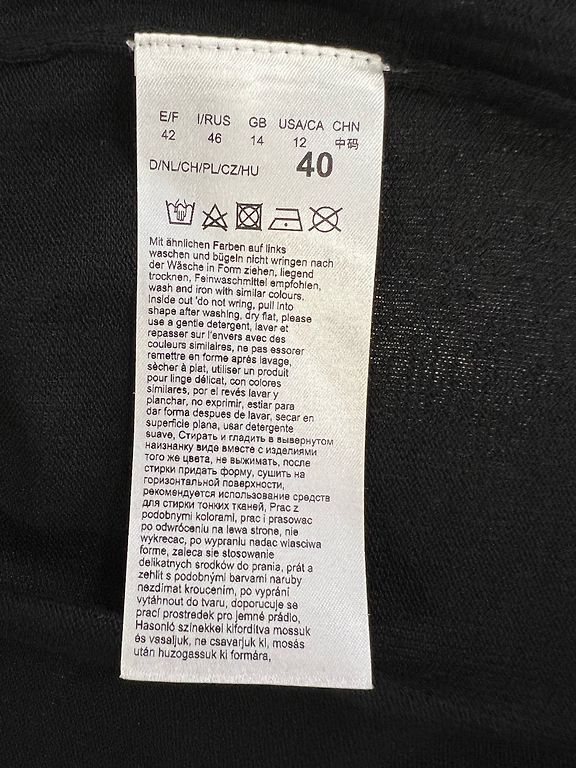 E/F I/RUS GB USA/CA CHN
42 46 14 12 中码
D/NL/CH/PL/CZ/HU 40
Mit ähnlichen Farben auf links
waschen und bügeln nicht wringen nach
der Wäsche in Form ziehen, liegend
trocknen, Feinwaschmittel empfohlen,
wash and iron with similar colours,
inside out 'do not wring, pull into
shape after washing, dry flat, please
use a gentle detergent, laver et
repasser sur l'envers avec des
couleurs similaires, ne pas essorer
remettre en forme après lavage,
sécher à plat, utiliser un produit
pour linge délicat, con colores
similares, por el revés lavar y
planchar, no exprimir, estiar para
dar forma despues de lavar, secar en
superficie plana, usar detergente
suave, Стирать и гладить в вывернутом
наизнанку виде вместе с изделиями
того же цвета, не выжимать, после
стирки придать форму, сушить на
горизонтальной поверхности,
рекомендуется использование средств
для стирки тонких тканей, Prac z
podobnymi kolorami, prac i prasowac
po odwróceniu na lewa strone, nie
wykrecac, po wypraniu nadac wlasciwa
forme, zaleca sie stosowanie
delikatnych srodków do prania, prát a
zehlit s podobnými barvami naruby
nezdímat kroucením, po vyprání
vytáhnout do tvaru, doporucuje se
prací prostredek pro jemné prádlo,
Hasonló színekkel kifordítva mossuk
és vasaljuk, ne csavarjuk ki, mosás
után huzogassuk ki formára,